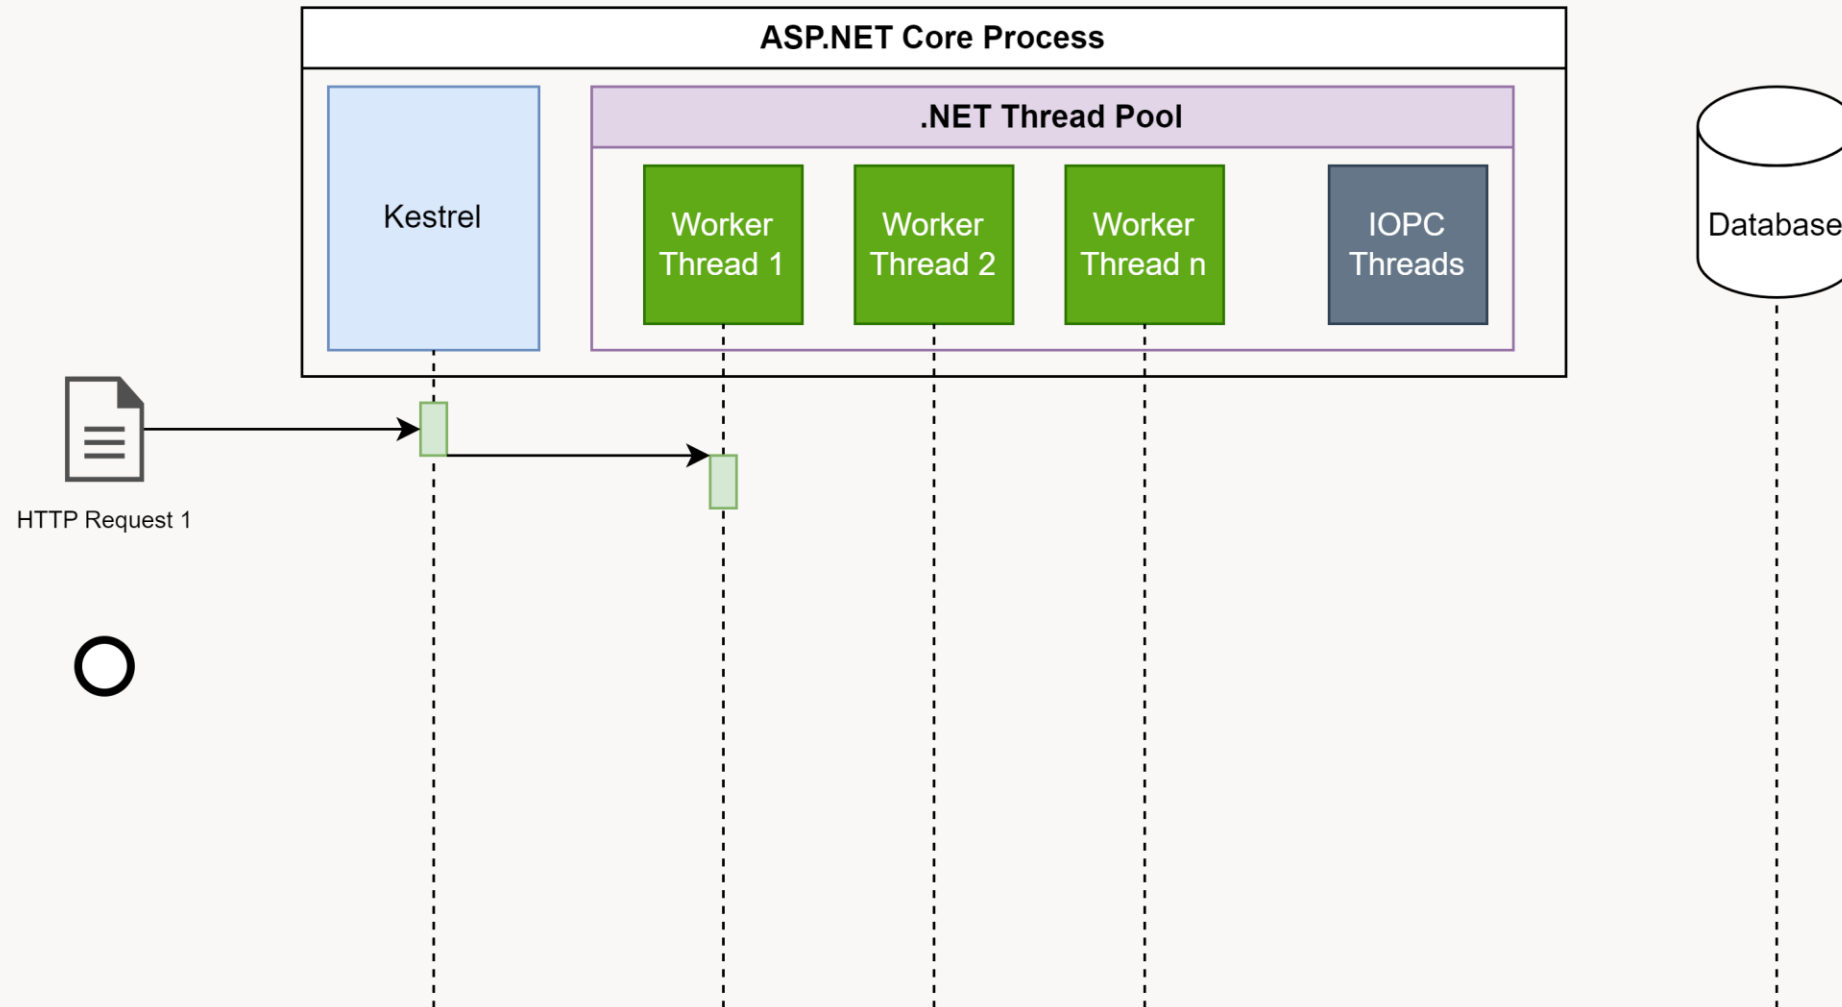 ASP.NET Core Process
.NET Thread Pool
Kestrel
Worker
Thread 1
Worker
Thread 2
Worker
Thread n
IOPC
Threads
Database
HTTP Request 1